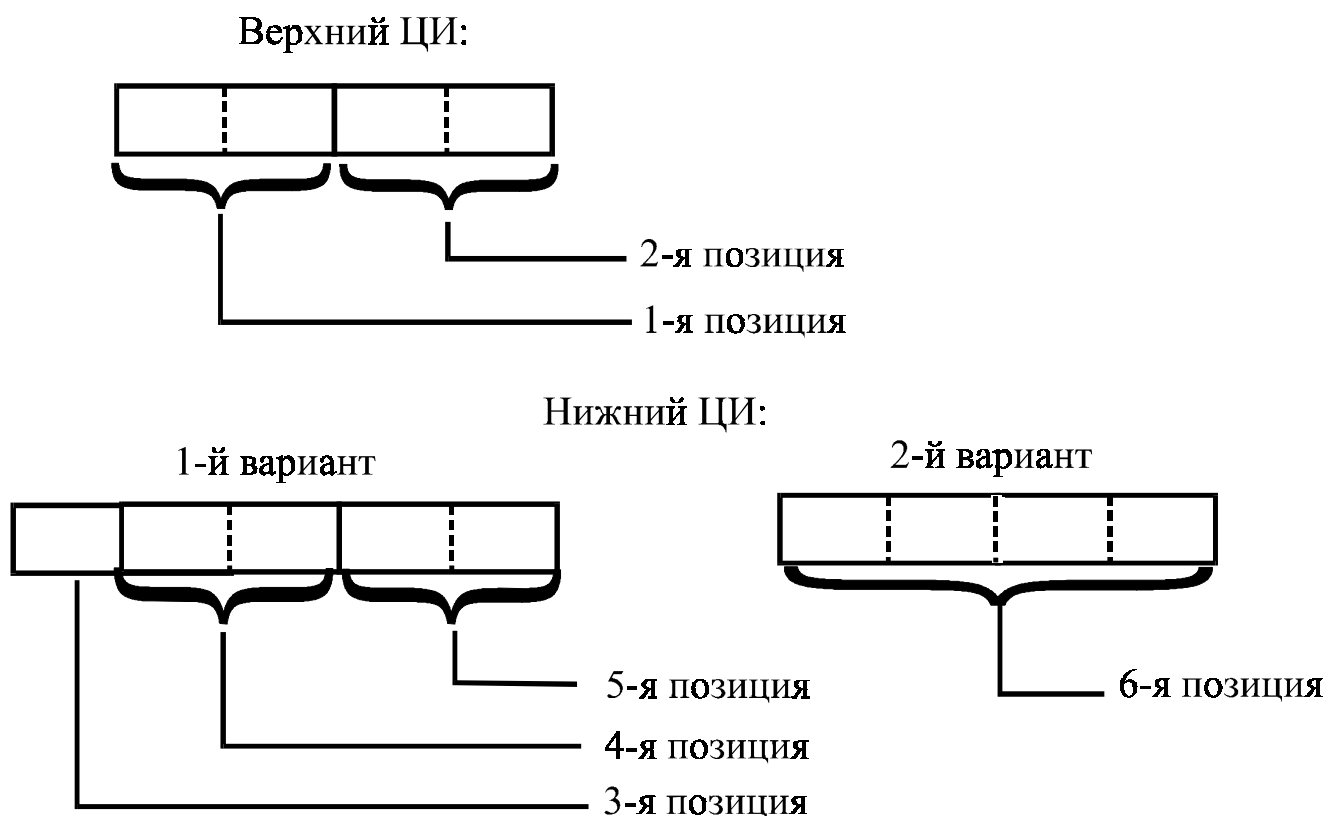 Верхний ЦИ:
2-я позиция
1-я позиция
Нижний ЦИ:
1-й вариант
2-й вариант
5-я позиция
6-я позиция
4-я позиция
3-я позиция